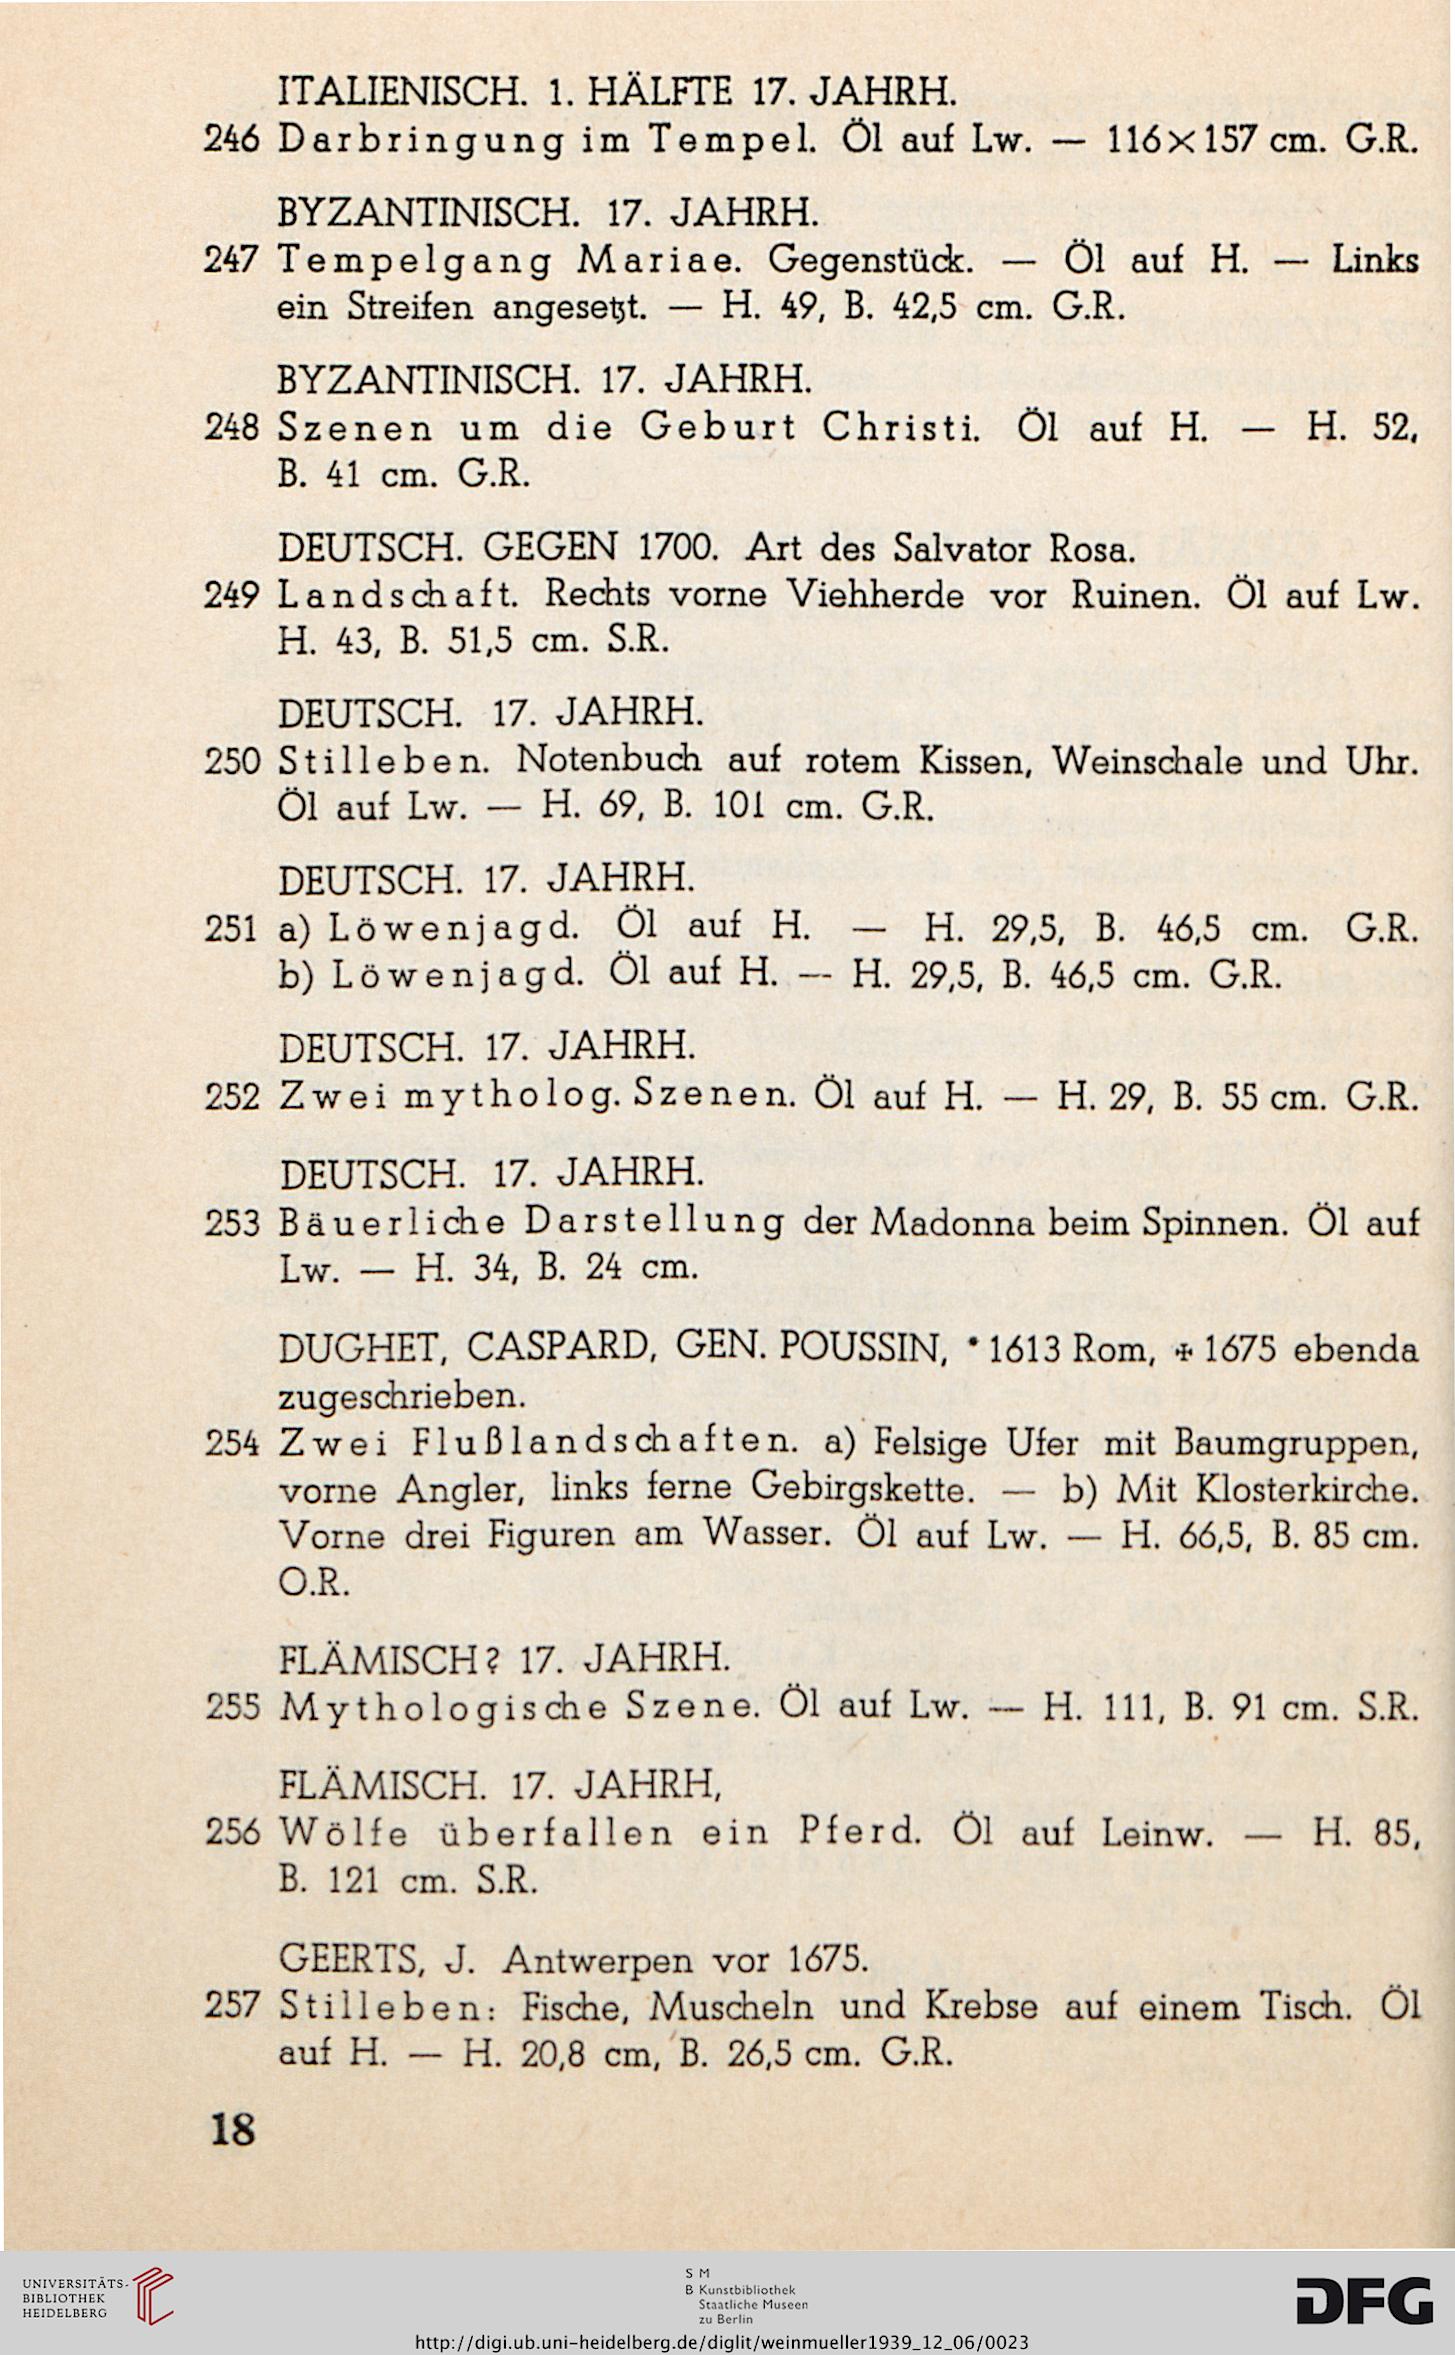 ITALIENISCH. 1. HÄLFTE 17. JAHRH.
246 Darbringung im Tempel. Öl auf Lw. — 116×157 cm. G.R.
BYZANTINISCH. 17. JAHRH.
247 Tempelgang Mariae. Gegenstück. — Öl auf H. — Links
ein Streifen angesetzt. — H. 49, B. 42,5 cm. G.R.
BYZANTINISCH. 17. JAHRH.
248 Szenen um die Geburt Christi. Öl auf H. — H. 52,
B. 41 cm. G.R.
DEUTSCH. GEGEN 1700. Art des Salvator Rosa.
249 Landschaft. Rechts vorne Viehherde vor Ruinen. Öl auf Lw.
H. 43, B. 51,5 cm. S.R.
DEUTSCH. 17. JAHRH.
250 Stilleben. Notenbuch auf rotem Kissen, Weinschale und Uhr.
Öl auf Lw. — H. 69, B. 101 cm. G.R.
DEUTSCH. 17. JAHRH.
251 a) Löwenjagd. Öl auf H. — H. 29,5, B. 46,5 cm. G.R.
b) Löwenjagd. Öl auf H. — H. 29,5, B. 46,5 cm. G.R.
DEUTSCH. 17. JAHRH.
252 Zwei mytholog. Szenen. Öl auf H. — H. 29, B. 55 cm. G.R.
DEUTSCH. 17. JAHRH.
253 Bäuerliche Darstellung der Madonna beim Spinnen. Öl auf
Lw. — H. 34, B. 24 cm.
DUGHET, CASPARD, GEN. POUSSIN, * 1613 Rom, ✠ 1675 ebenda
zugeschrieben.
254 Zwei Flußlandschaften. a) Felsige Ufer mit Baumgruppen,
vorne Angler, links ferne Gebirgskette. — b) Mit Klosterkirche.
Vorne drei Figuren am Wasser. Öl auf Lw. — H. 66,5, B. 85 cm.
O.R.
FLÄMISCH? 17. JAHRH.
255 Mythologische Szene. Öl auf Lw. — H. 111, B. 91 cm. S.R.
FLÄMISCH. 17. JAHRH,
256 Wölfe überfallen ein Pferd. Öl auf Leinw. — H. 85,
B. 121 cm. S.R.
GEERTS, J. Antwerpen vor 1675.
257 Stilleben: Fische, Muscheln und Krebse auf einem Tisch. Öl
auf H. — H. 20,8 cm, B. 26,5 cm. G.R.
18
UNIVERSITÄTS-
BIBLIOTHEK
HEIDELBERG
S M
B Kunstbibliothek
Staatliche Museen
zu Berlin
DFG
http://digi.ub.uni-heidelberg.de/diglit/weinmueller1939_12_06/0023